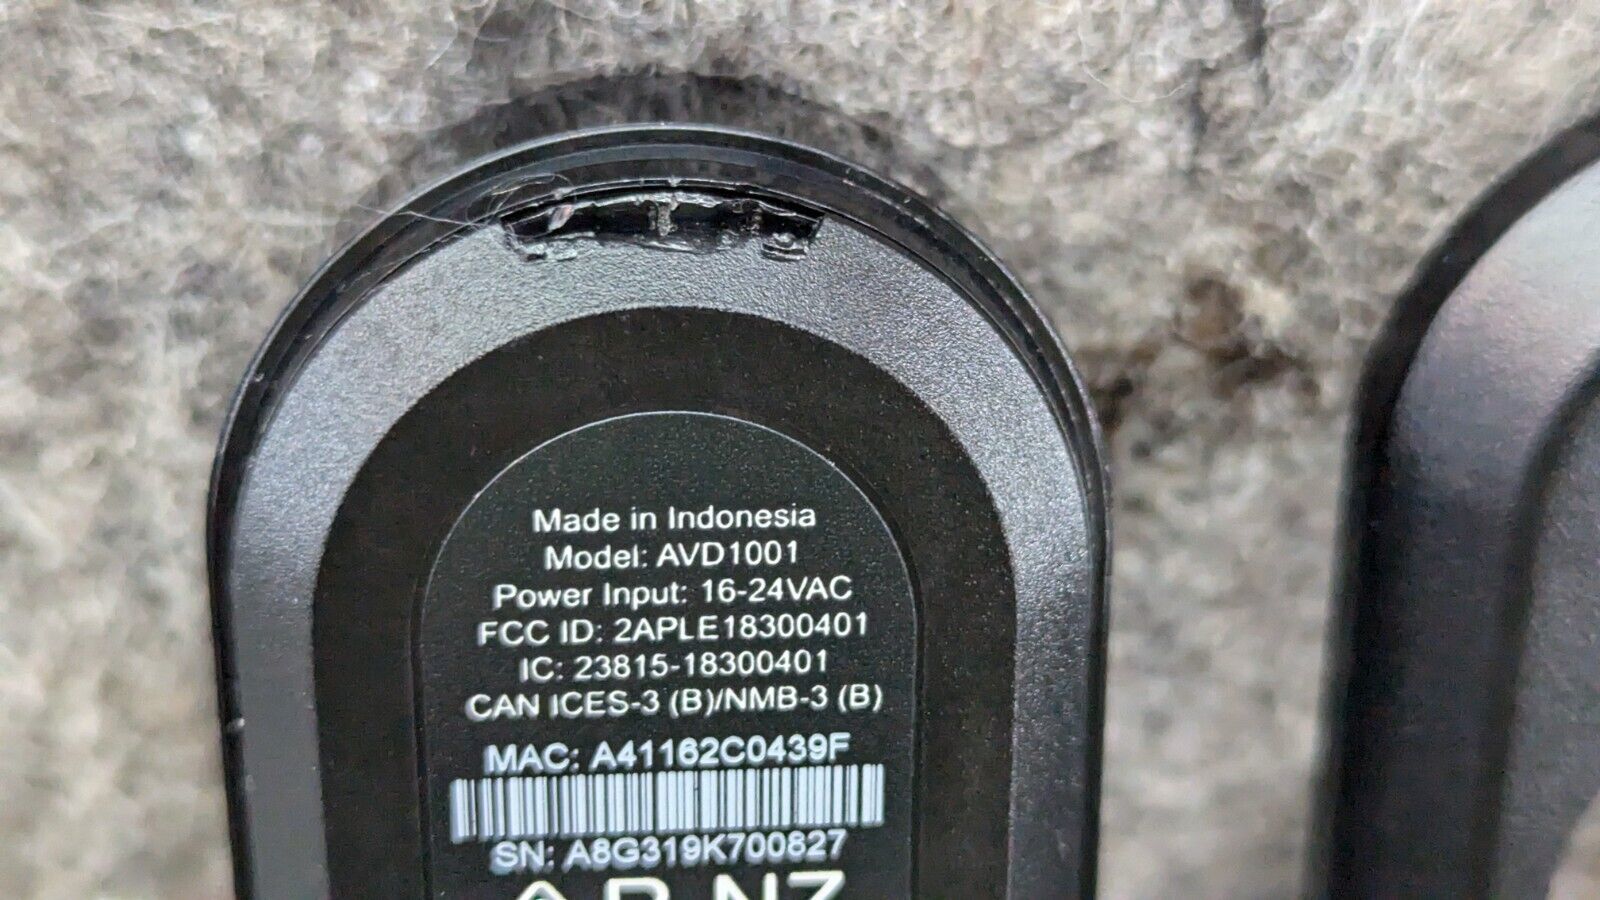 Made in Indonesia
Model: AVD1001
Power Input: 16-24VAC
FCC ID: 2APLE18300401
IC: 23815-18300401
CAN ICES-3 (B)/NMB-3 (B)
MAC: A41162C0439F
SN: A8G319K700827